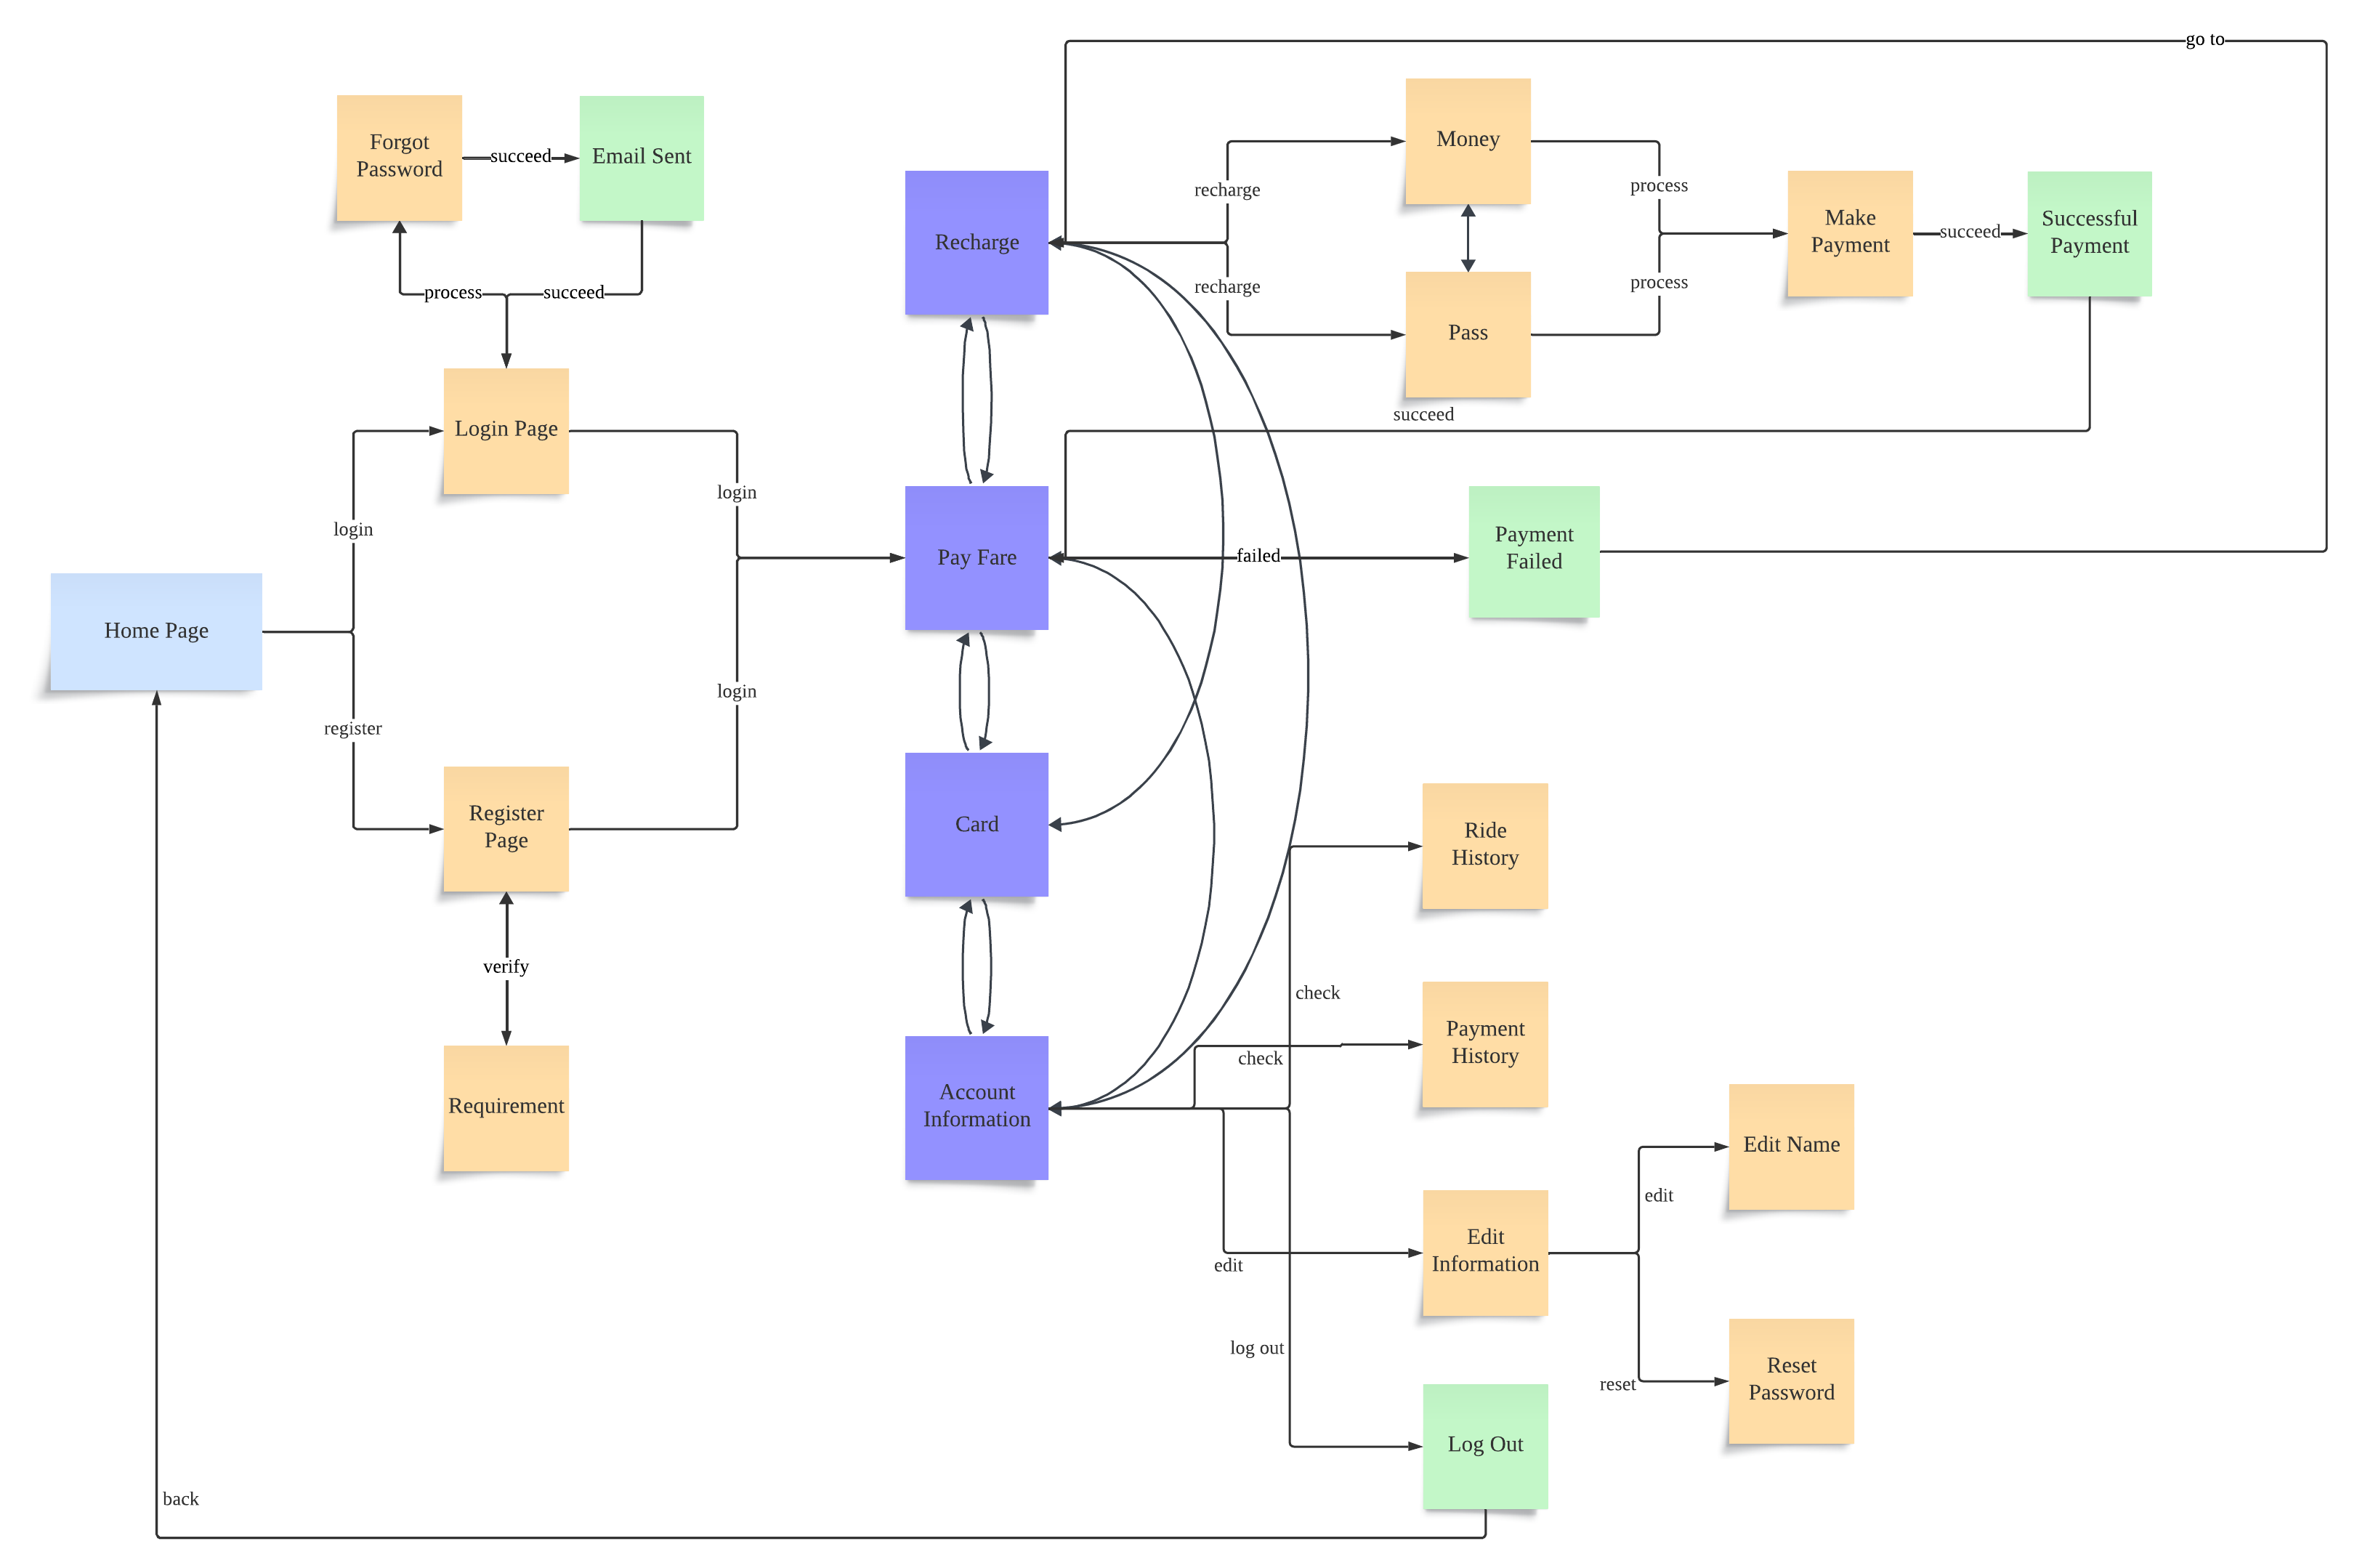 go to
Forgot
Password
succeed
Email Sent
process
succeed
Login Page
login
login
Home Page
register
login
Register
Page
verify
Requirement
Recharge
recharge
recharge
Money
Pass
process
process
Make
Payment
succeed
Successful
Payment
succeed
Pay Fare
failed
Payment
Failed
Card
Account
Information
check
Ride
History
check
Payment
History
edit
Edit
Information
edit
Edit Name
reset
Reset
Password
log out
Log Out
back